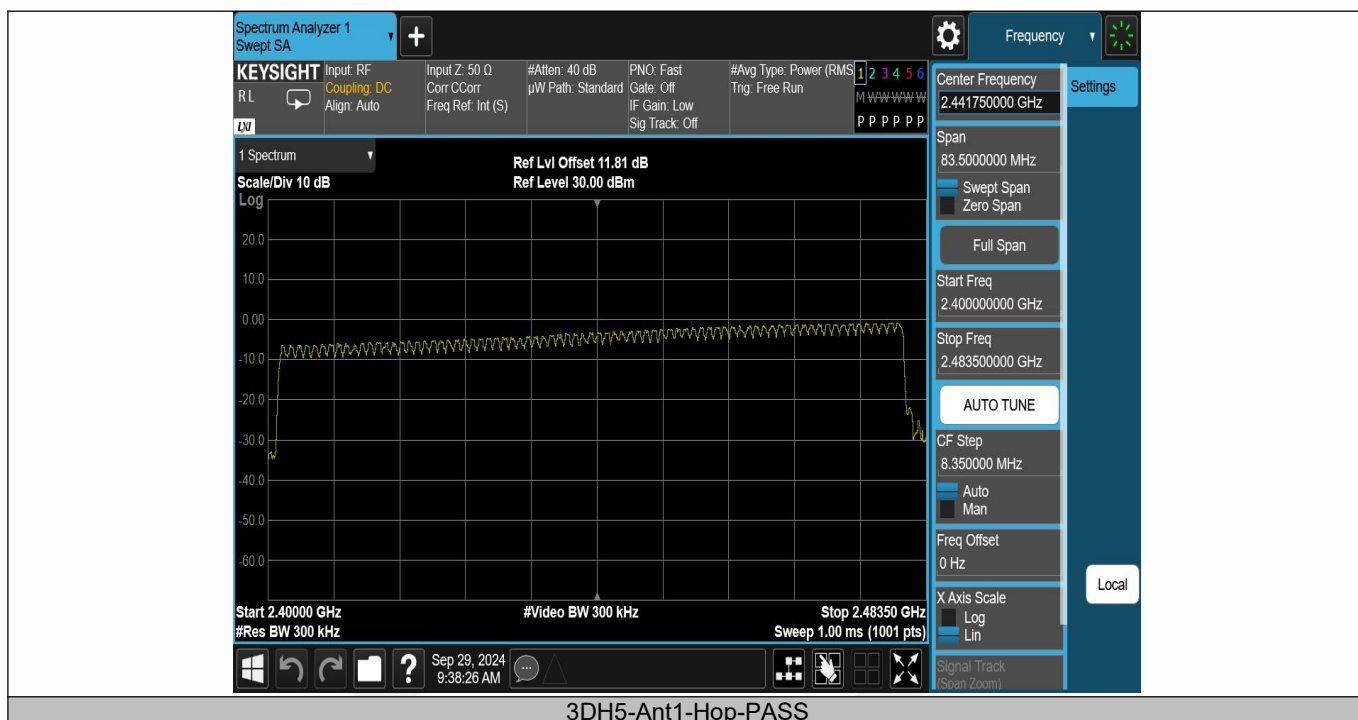 Spectrum Analyzer 1
Swept SA
Frequency
KEYSIGHT
RL
LXI
Input: RF
Coupling: DC
Align: Auto
Input Z: 50 Ω
Corr CCorr
Freq Ref: Int (S)
#Atten: 40 dB
µW Path: Standard
PNO: Fast
Gate: Off
IF Gain: Low
Sig Track: Off
#Avg Type: Power (RMS
Trig: Free Run
1 2 3 4 5 6
M W W W W W
P P P P P P
1 Spectrum
Scale/Div 10 dB
Log
Ref Lvl Offset 11.81 dB
Ref Level 30.00 dBm
20.0
10.0
0.00
-10.0
-20.0
-30.0
-40.0
-50.0
-60.0
Start 2.40000 GHz
#Res BW 300 kHz
#Video BW 300 kHz
Stop 2.48350 GHz
Sweep 1.00 ms (1001 pts)
Center Frequency
2.441750000 GHz
Settings
Span
83.5000000 MHz
Swept Span
Zero Span
Full Span
Start Freq
2.400000000 GHz
Stop Freq
2.483500000 GHz
AUTO TUNE
CF Step
8.350000 MHz
Auto
Man
Freq Offset
0 Hz
X Axis Scale
Log
Lin
Signal Track
(Span Zoom)
Local
?
Sep 29, 2024
9:38:26 AM
3DH5-Ant1-Hop-PASS